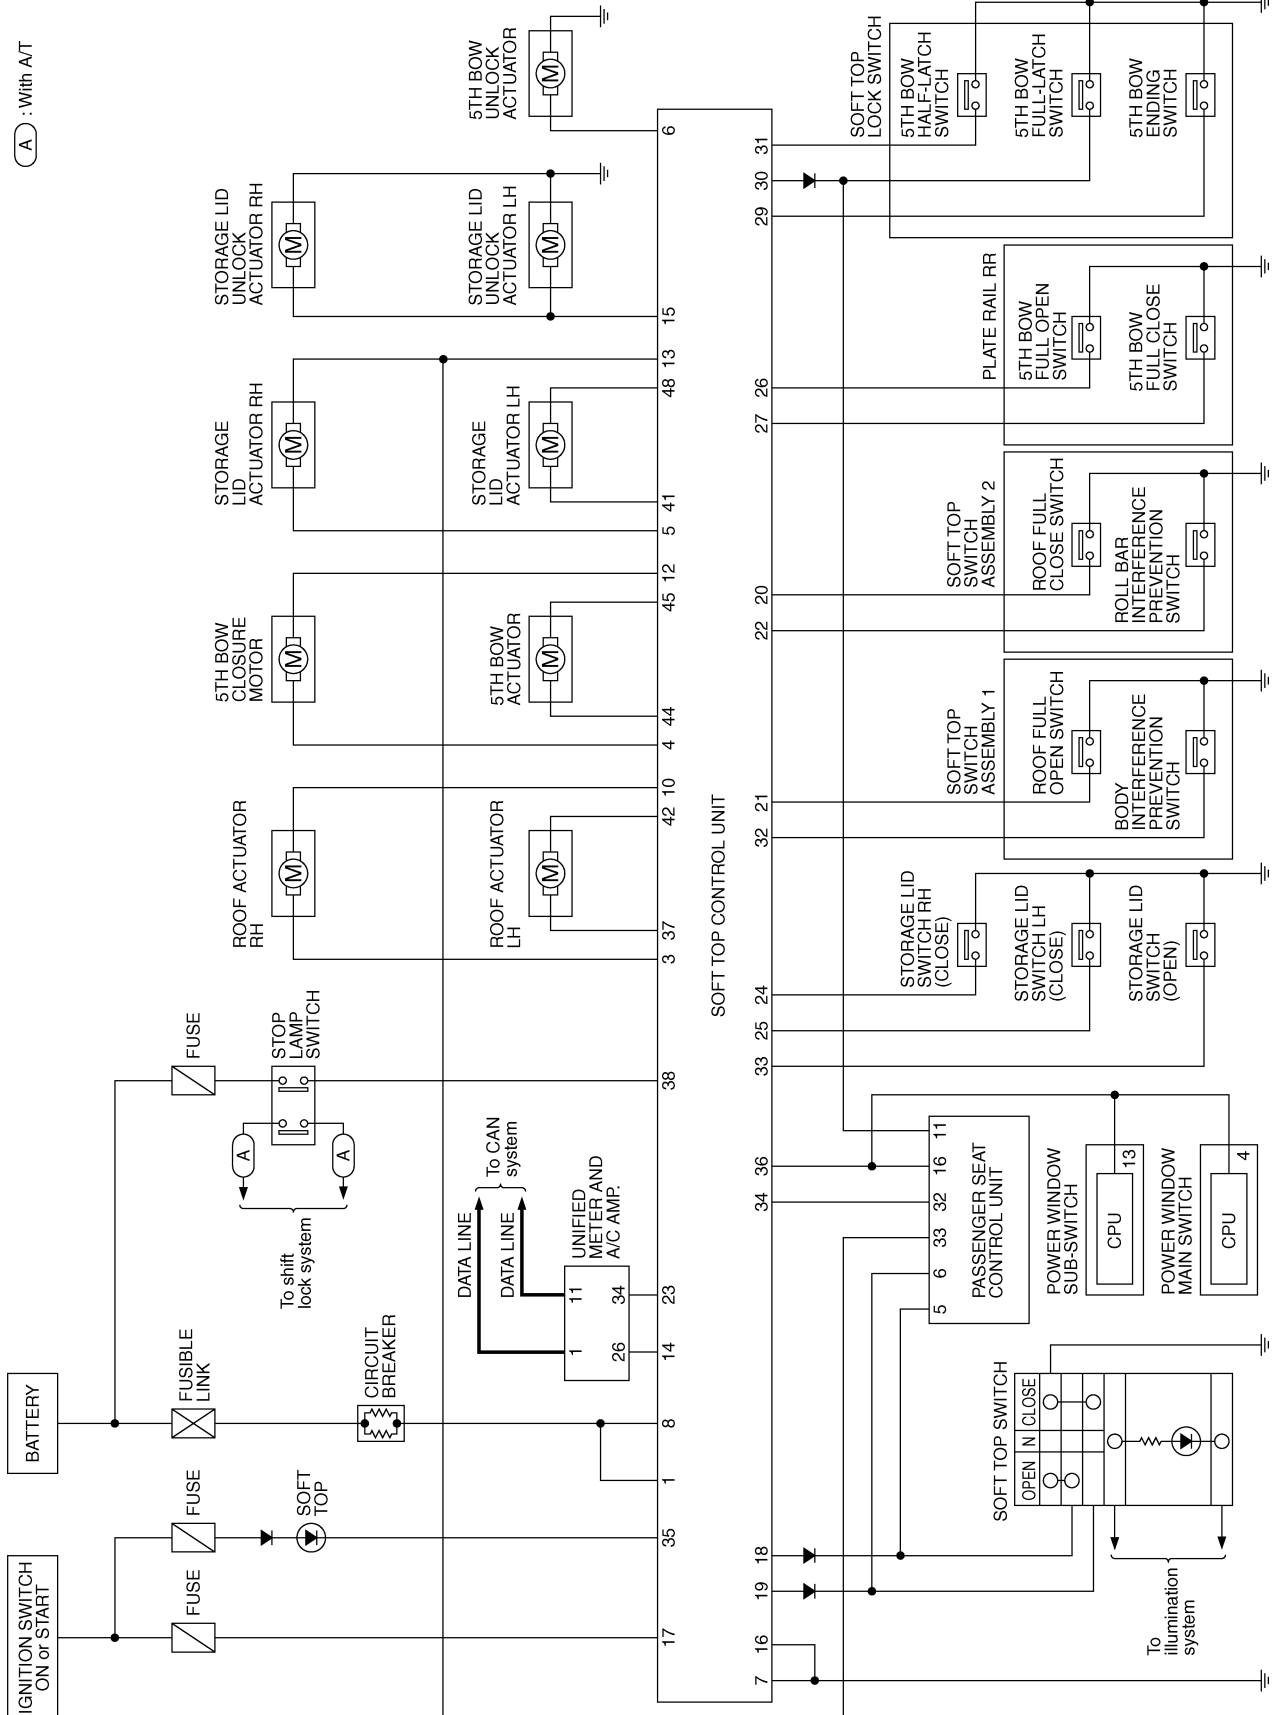 A : With A/T
IGNITION SWITCH
ON or START
BATTERY
FUSE
FUSE
FUSIBLE
LINK
FUSE
SOFT
TOP
CIRCUIT
BREAKER
STOP
LAMP
SWITCH
A
A
To shift
lock system
DATA LINE
DATA LINE
To CAN
system
UNIFIED
METER AND
A/C AMP.
1
11
26
34
ROOF ACTUATOR
RH
M
ROOF ACTUATOR
LH
M
5TH BOW
CLOSURE
MOTOR
M
5TH BOW
ACTUATOR
M
STORAGE
LID
ACTUATOR RH
M
STORAGE
LID
ACTUATOR LH
M
STORAGE LID
UNLOCK
ACTUATOR RH
M
STORAGE LID
UNLOCK
ACTUATOR LH
M
5TH BOW
UNLOCK
ACTUATOR
M
17
35
1
8
14
23
38
3
37
42
10
4
44
45
12
5
41
48
13
15
6
SOFT TOP CONTROL UNIT
7
16
19
18
34
36
33
25
24
32
21
22
20
27
26
29
30
31
SOFT TOP SWITCH
OPEN
N
CLOSE
To
illumination
system
5
6
33
32
16
11
PASSENGER SEAT
CONTROL UNIT
POWER WINDOW
SUB-SWITCH
CPU
13
POWER WINDOW
MAIN SWITCH
CPU
4
STORAGE LID
SWITCH RH
(CLOSE)
STORAGE LID
SWITCH LH
(CLOSE)
STORAGE LID
SWITCH
(OPEN)
SOFT TOP
SWITCH
ASSEMBLY 1
ROOF FULL
OPEN SWITCH
BODY
INTERFERENCE
PREVENTION
SWITCH
SOFT TOP
SWITCH
ASSEMBLY 2
ROOF FULL
CLOSE SWITCH
ROLL BAR
INTERFERENCE
PREVENTION
SWITCH
PLATE RAIL RR
5TH BOW
FULL OPEN
SWITCH
5TH BOW
FULL CLOSE
SWITCH
SOFT TOP
LOCK SWITCH
5TH BOW
HALF-LATCH
SWITCH
5TH BOW
FULL-LATCH
SWITCH
5TH BOW
ENDING
SWITCH